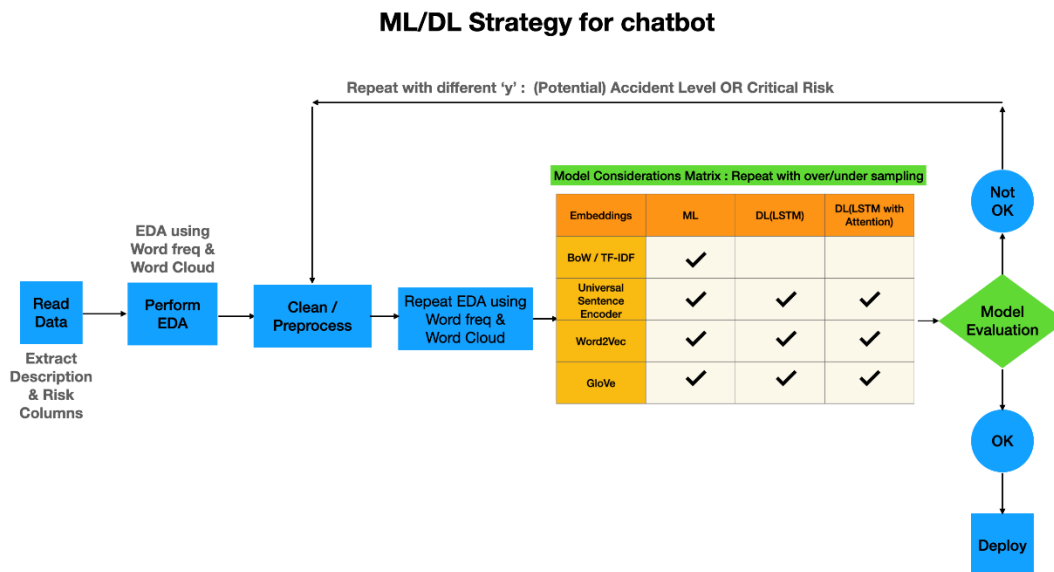 ML/DL Strategy for chatbot
Repeat with different ‘y’ : (Potential) Accident Level OR Critical Risk
Model Considerations Matrix : Repeat with over/under sampling
Not
OK
Embeddings
ML
DL(LSTM)
DL(LSTM with
Attention)
EDA using
Word freq &
Word Cloud
BoW / TF-IDF
Read
Data
Perform
EDA
Clean /
Preprocess
Repeat EDA using
Word freq &
Word Cloud
Universal
Sentence
Encoder
Model
Evaluation
Word2Vec
Extract
Description
& Risk
Columns
GloVe
OK
Deploy